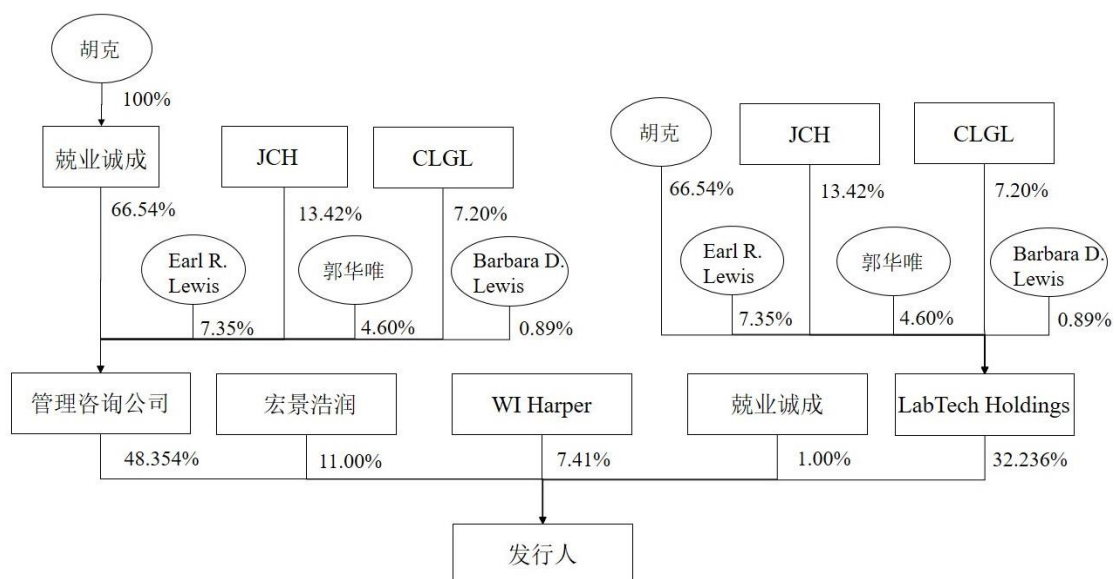 胡克
100%
兢业诚成
JCH
CLGL
胡克
JCH
CLGL
66.54%
13.42%
7.20%
66.54%
13.42%
7.20%
Earl R.
Lewis
郭华唯
Barbara D.
Lewis
Earl R.
Lewis
郭华唯
Barbara D.
Lewis
7.35%
4.60%
0.89%
7.35%
4.60%
0.89%
管理咨询公司
宏景浩润
WI Harper
兢业诚成
LabTech Holdings
48.354%
11.00%
7.41%
1.00%
32.236%
发行人